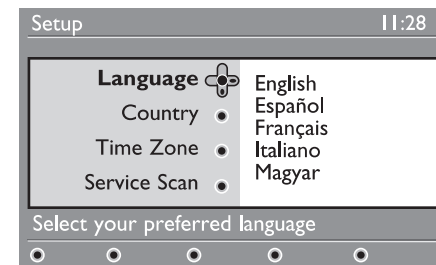 Setup 11:28
Language
Country
Time Zone
Service Scan
English
Español
Français
Italiano
Magyar
Select your preferred language